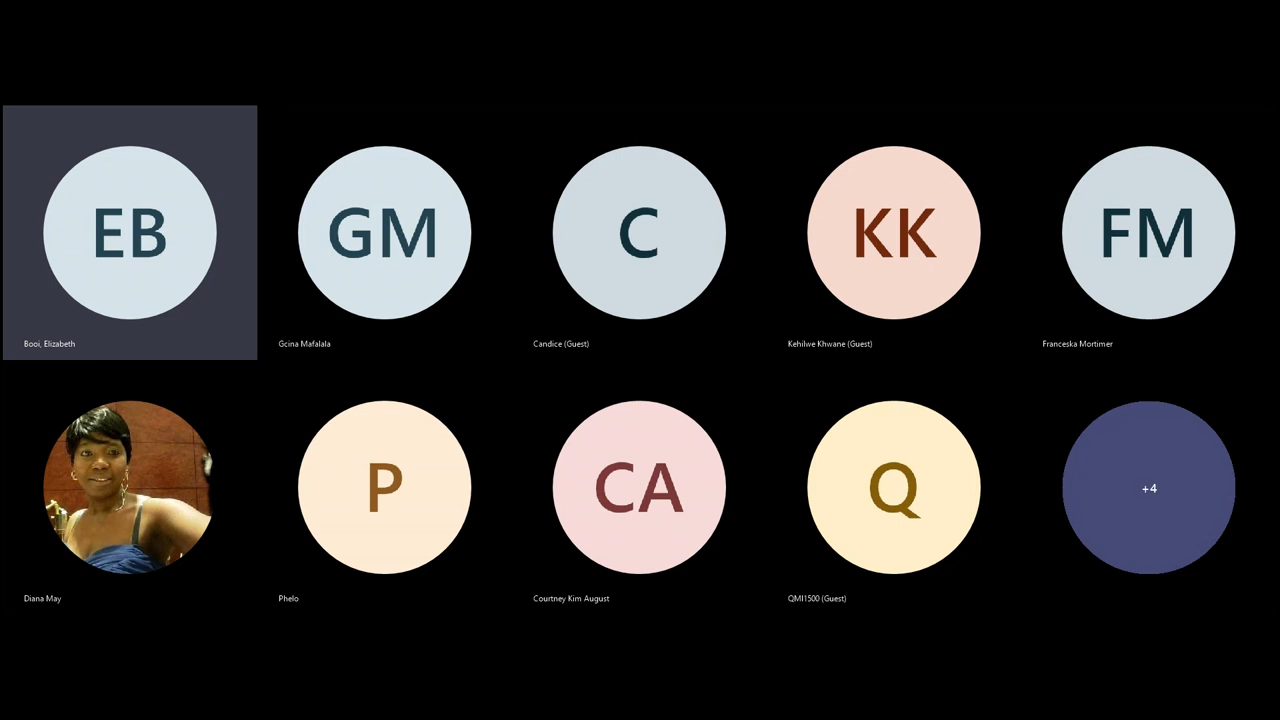 EB
GM
C
KK
FM
Booi, Elizabeth
Gcina Mafalala
Candice (Guest)
Kehilwe Khwane (Guest)
Franceska Mortimer
P
CA
Q
+4
Diana May
Phelo
Courtney Kim August
QMI1500 (Guest)